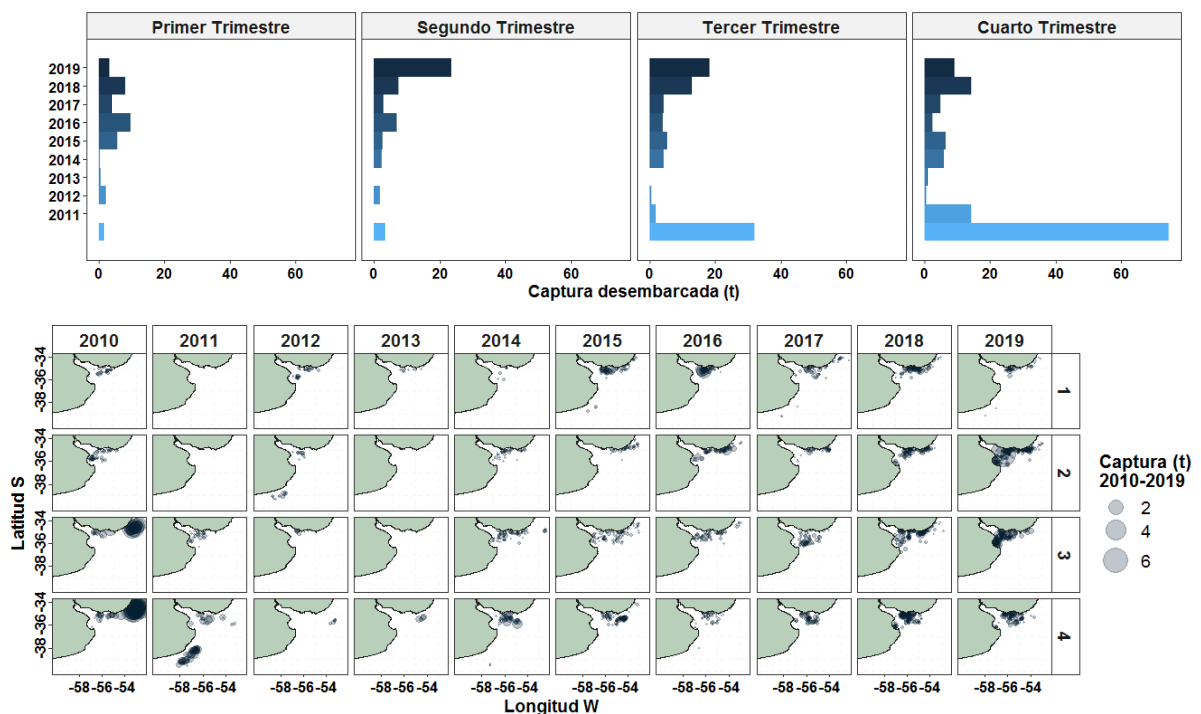 Primer Trimestre Segundo Trimestre Tercer Trimestre Cuarto Trimestre
2019
2018
2017
2016
2015
2014
2013
2012
2011
0 20 40 60 0 20 40 60 0 20 40 60 0 20 40 60
Captura desembarcada (t)
2010 2011 2012 2013 2014 2015 2016 2017 2018 2019
-38-36-34 1
-38-36-34 2
-38-36-34 3
-38-36-34 4
Latitud S
-58-56-54 -58-56-54 -58-56-54 -58-56-54 -58-56-54 -58-56-54 -58-56-54 -58-56-54 -58-56-54 -58-56-54
Longitud W
Captura (t)
2010-2019
2
4
6